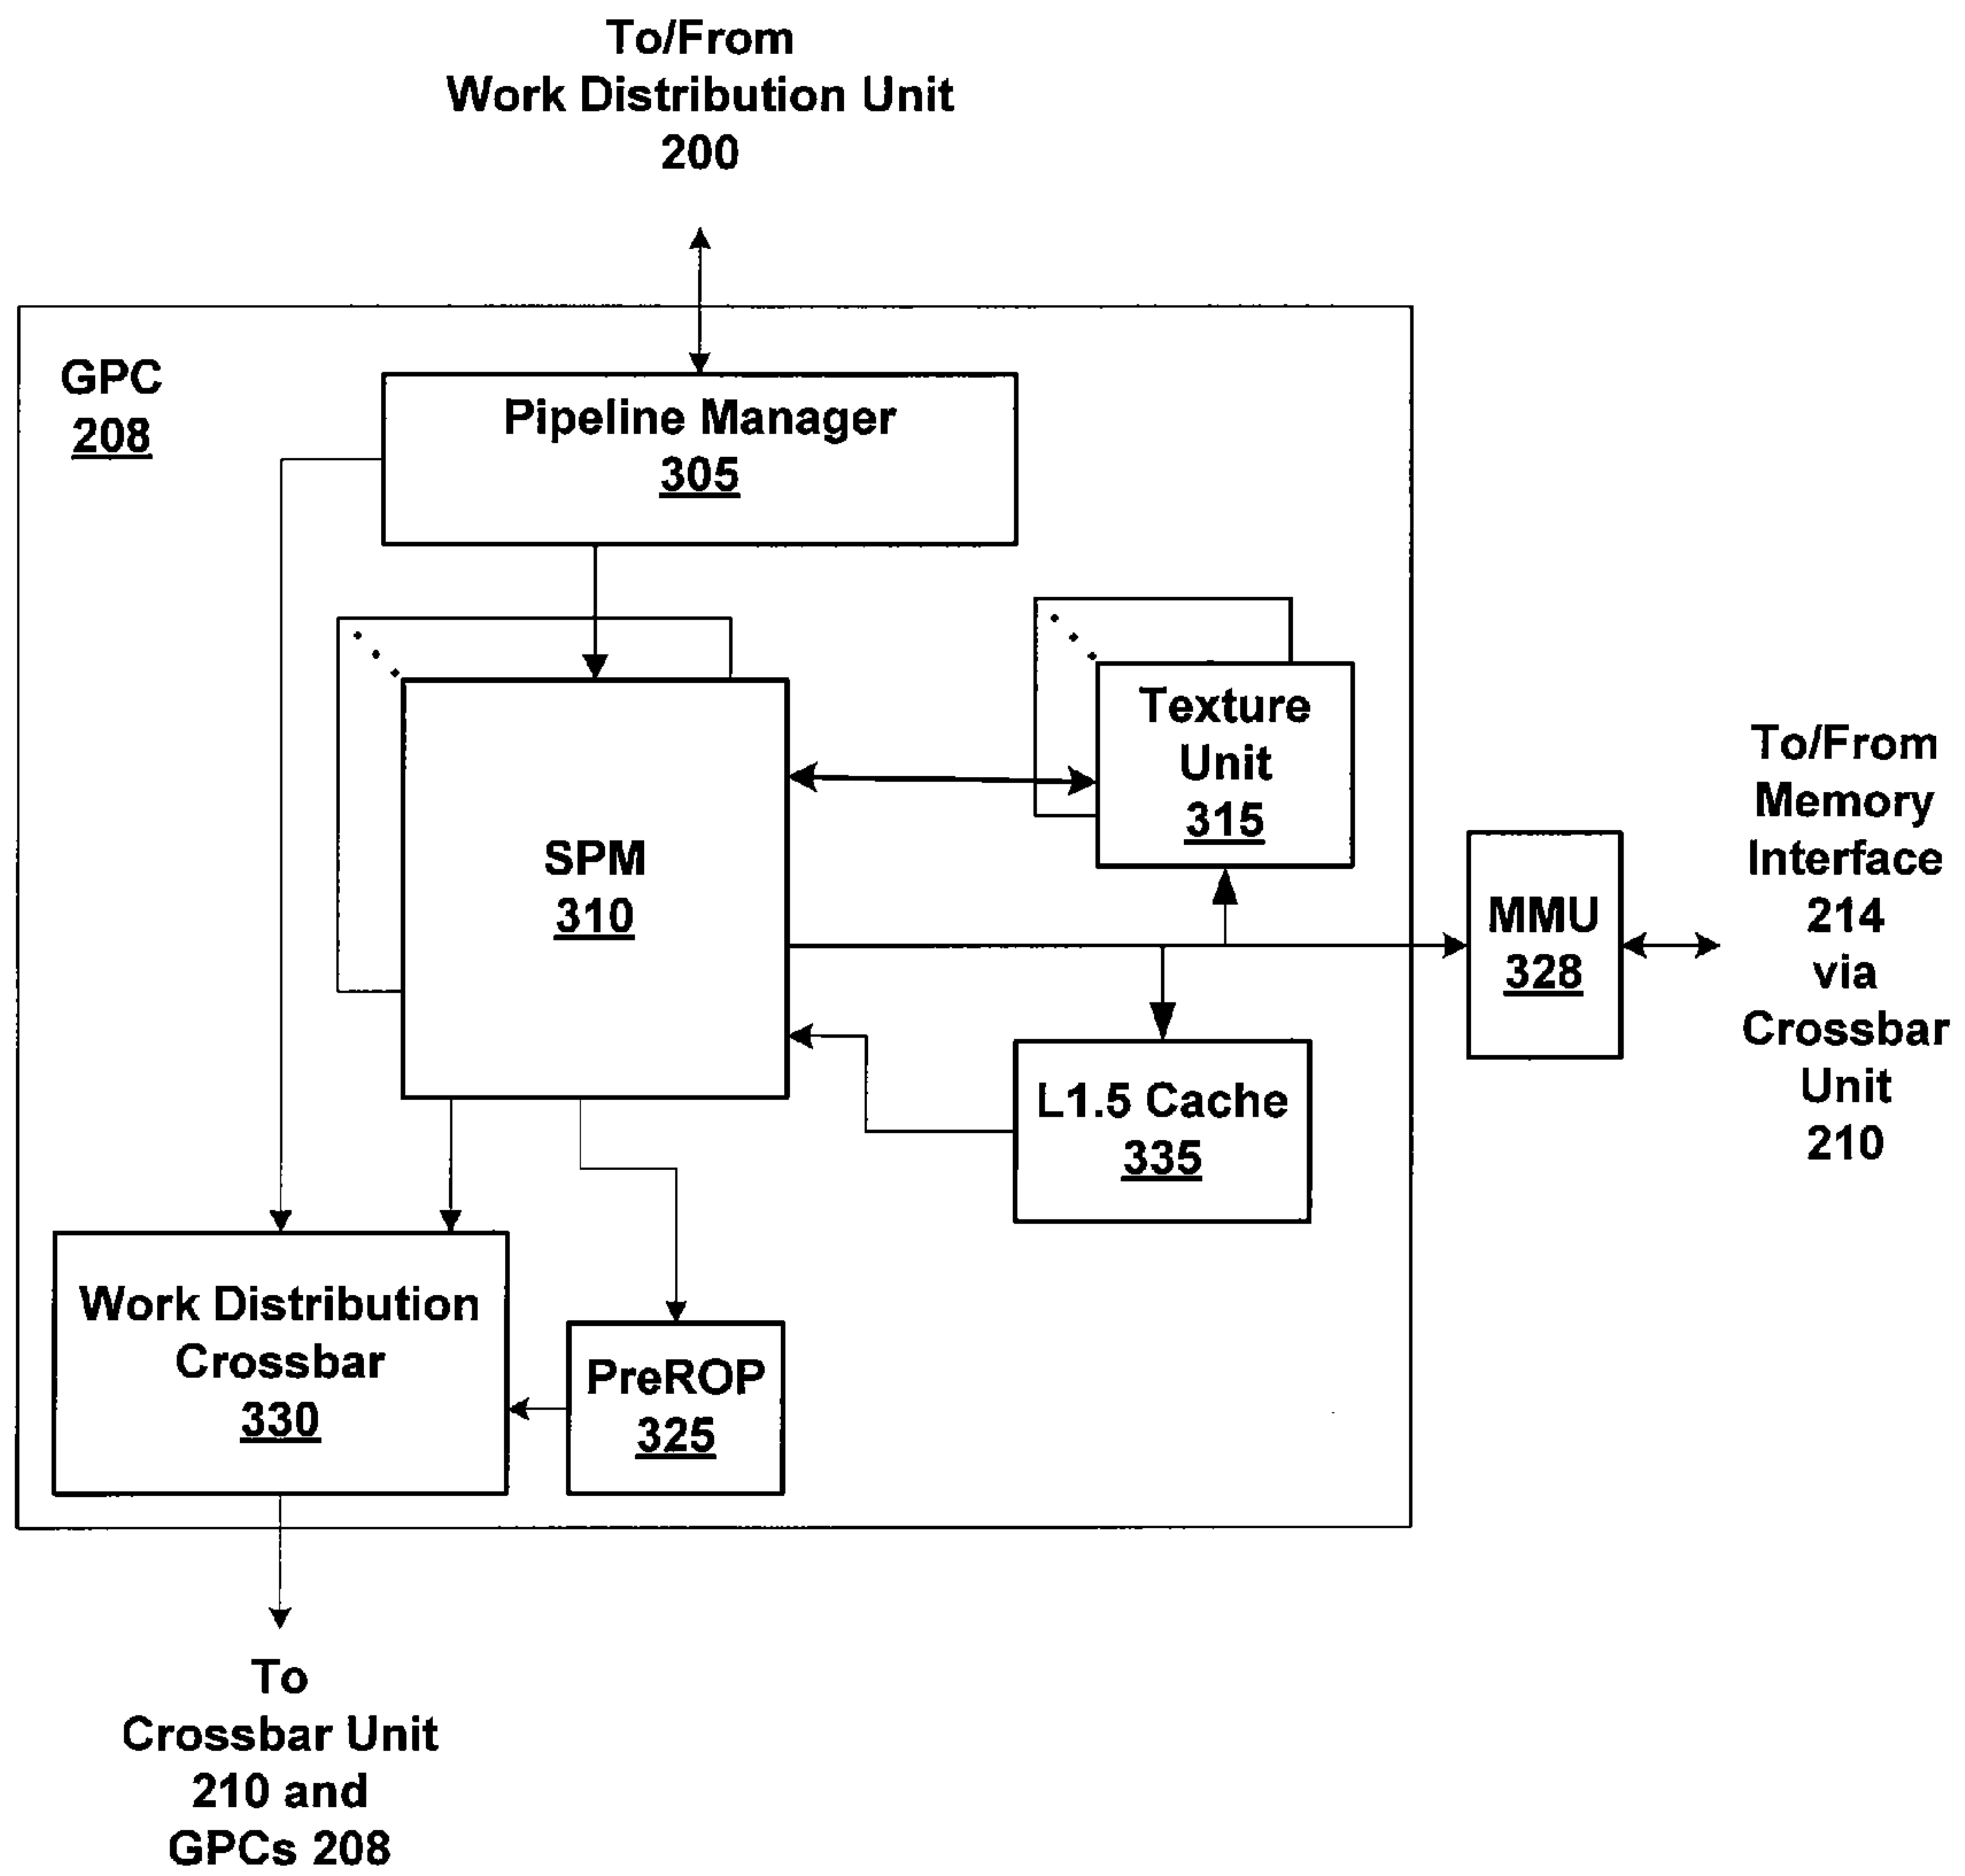 To/From
Work Distribution Unit
200
GPC
208
Pipeline Manager
305
Texture
Unit
315
SPM
310
To/From
Memory
Interface
214
via
Crossbar
Unit
210
MMU
328
L1.5 Cache
335
Work Distribution
Crossbar
330
PreROP
325
To
Crossbar Unit
210 and
GPCs 208